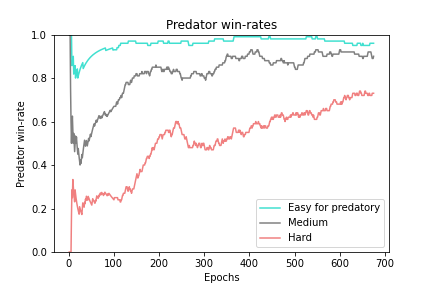 Predator win-rates
Predator win-rate
1.0
0.8
0.6
0.4
0.2
0.0
Easy for predatory
Medium
Hard
0 100 200 300 400 500 600 700
Epochs